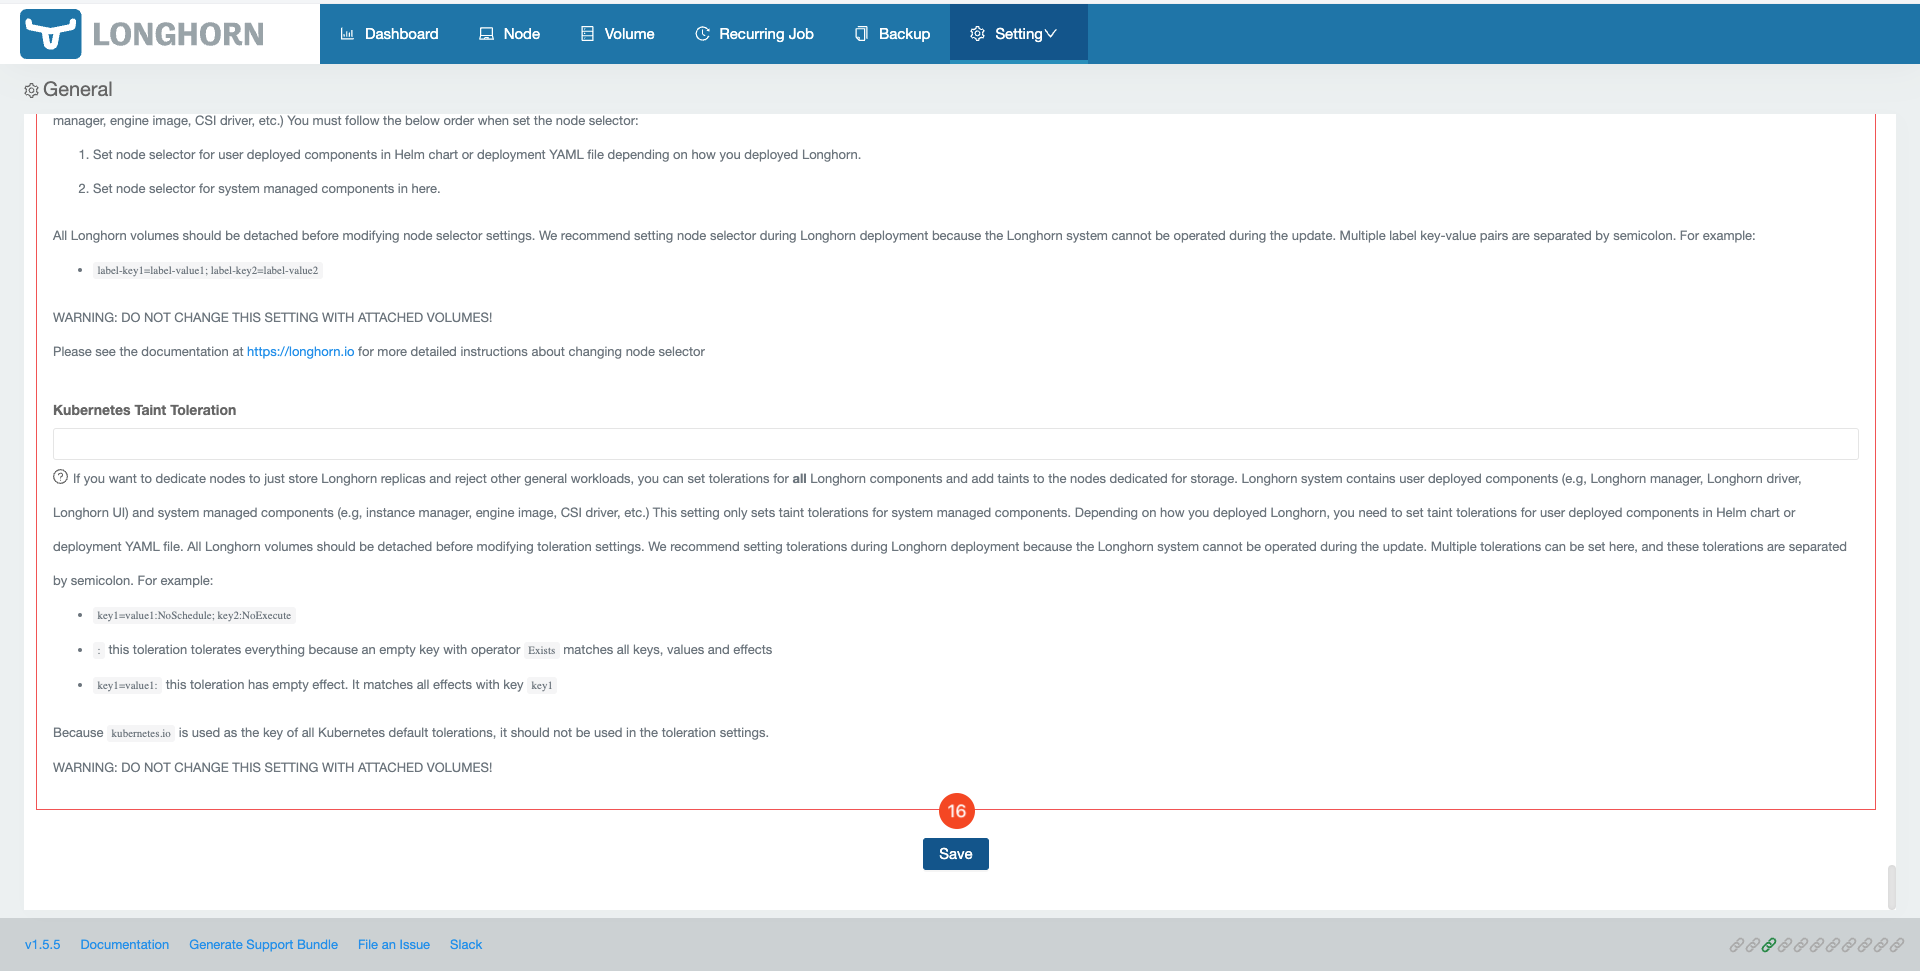 LONGHORN
Dashboard
Node
Volume
Recurring Job
Backup
Setting
General
manager, engine image, CSI driver, etc.) You must follow the below order when set the node selector:
1. Set node selector for user deployed components in Helm chart or deployment YAML file depending on how you deployed Longhorn.
2. Set node selector for system managed components in here.
All Longhorn volumes should be detached before modifying node selector settings. We recommend setting node selector during Longhorn deployment because the Longhorn system cannot be operated during the update. Multiple label key-value pairs are separated by semicolon. For example:
• label-key1=label-value1; label-key2=label-value2
WARNING: DO NOT CHANGE THIS SETTING WITH ATTACHED VOLUMES!
Please see the documentation at https://longhorn.io for more detailed instructions about changing node selector
Kubernetes Taint Toleration
? If you want to dedicate nodes to just store Longhorn replicas and reject other general workloads, you can set tolerations for all Longhorn components and add taints to the nodes dedicated for storage. Longhorn system contains user deployed components (e.g, Longhorn manager, Longhorn driver,
Longhorn UI) and system managed components (e.g, instance manager, engine image, CSI driver, etc.) This setting only sets taint tolerations for system managed components. Depending on how you deployed Longhorn, you need to set taint tolerations for user deployed components in Helm chart or
deployment YAML file. All Longhorn volumes should be detached before modifying toleration settings. We recommend setting tolerations during Longhorn deployment because the Longhorn system cannot be operated during the update. Multiple tolerations can be set here, and these tolerations are separated
by semicolon. For example:
• key1=value1:NoSchedule; key2:NoExecute
• : this toleration tolerates everything because an empty key with operator Exists matches all keys, values and effects
• key1=value1: this toleration has empty effect. It matches all effects with key key1
Because kubernetes.io is used as the key of all Kubernetes default tolerations, it should not be used in the toleration settings.
WARNING: DO NOT CHANGE THIS SETTING WITH ATTACHED VOLUMES!
16
Save
v1.5.5
Documentation
Generate Support Bundle
File an Issue
Slack